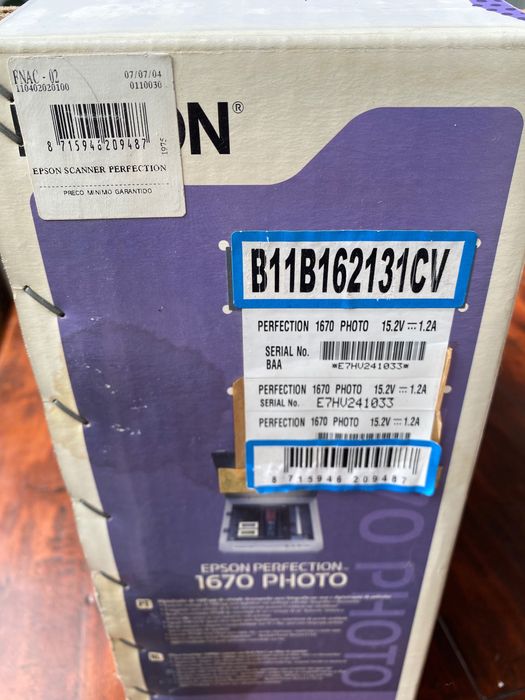 FNAC - 02 07/07/04
110402020100 0110030
8 715946 209487
1975
EPSON SCANNER PERFECTION
PRECO MINIMO GARANTIDO
ON®
B11B162131CV
PERFECTION 1670 PHOTO 15.2V⎓1.2A
SERIAL No.
BAA *E7HV241033*
PERFECTION 1670 PHOTO 15.2V⎓1.2A
SERIAL No. E7HV241033
PERFECTION 1670 PHOTO 15.2V⎓1.2A
8 715946 209487
EPSON PERFECTION™
1670 PHOTO
O PHOTO